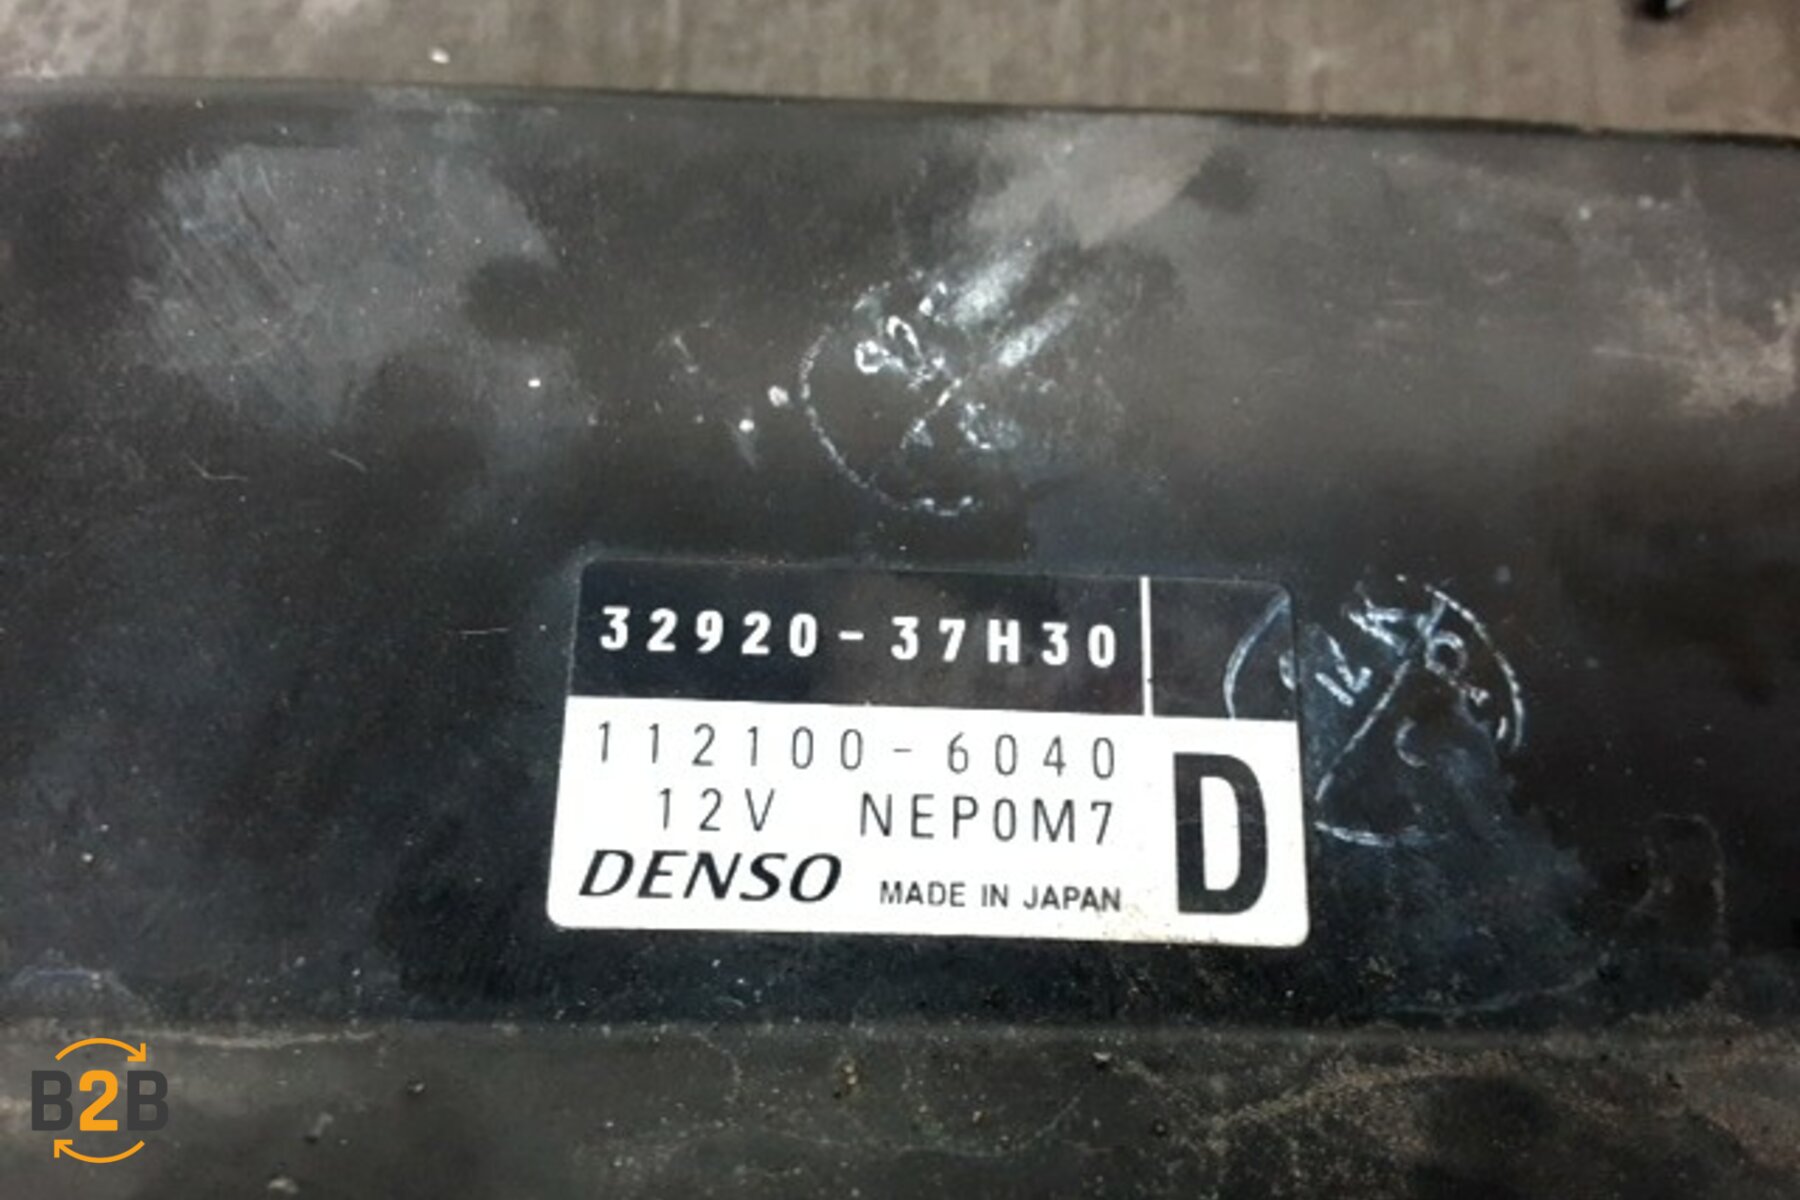 32920-37H30
112100-6040
12V NEP0M7
DENSO MADE IN JAPAN
D
B2B